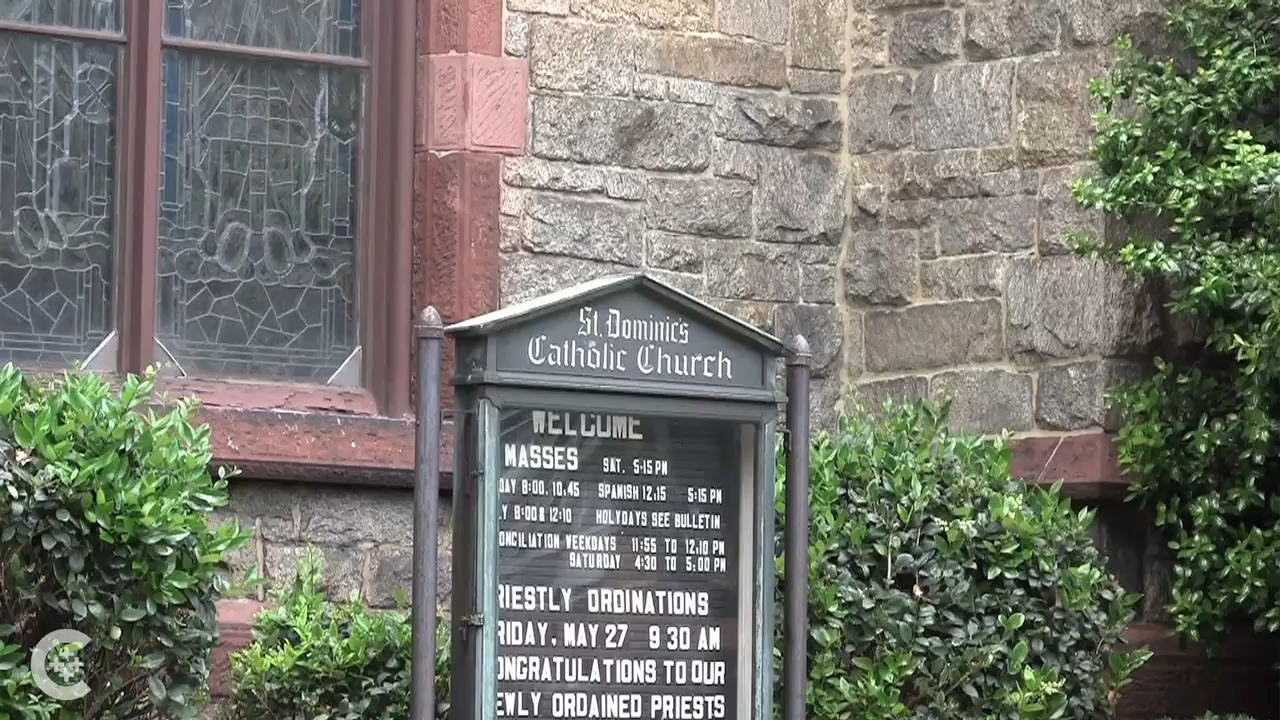 St. Dominic's
Catholic Church
WELCOME
MASSES SAT. 5:15 PM
DAY 8:00. 10.45 SPANISH 12.15 5:15 PM
Y 8:00 & 12:10 HOLYDAYS SEE BULLETIN
ONCILIATION WEEKDAYS 11:55 TO 12:10 PM
SATURDAY 4:30 TO 5:00 PM
RIESTLY ORDINATIONS
RIDAY, MAY 27 9 30 AM
ONGRATULATIONS TO OUR
EWLY ORDAINED PRIESTS